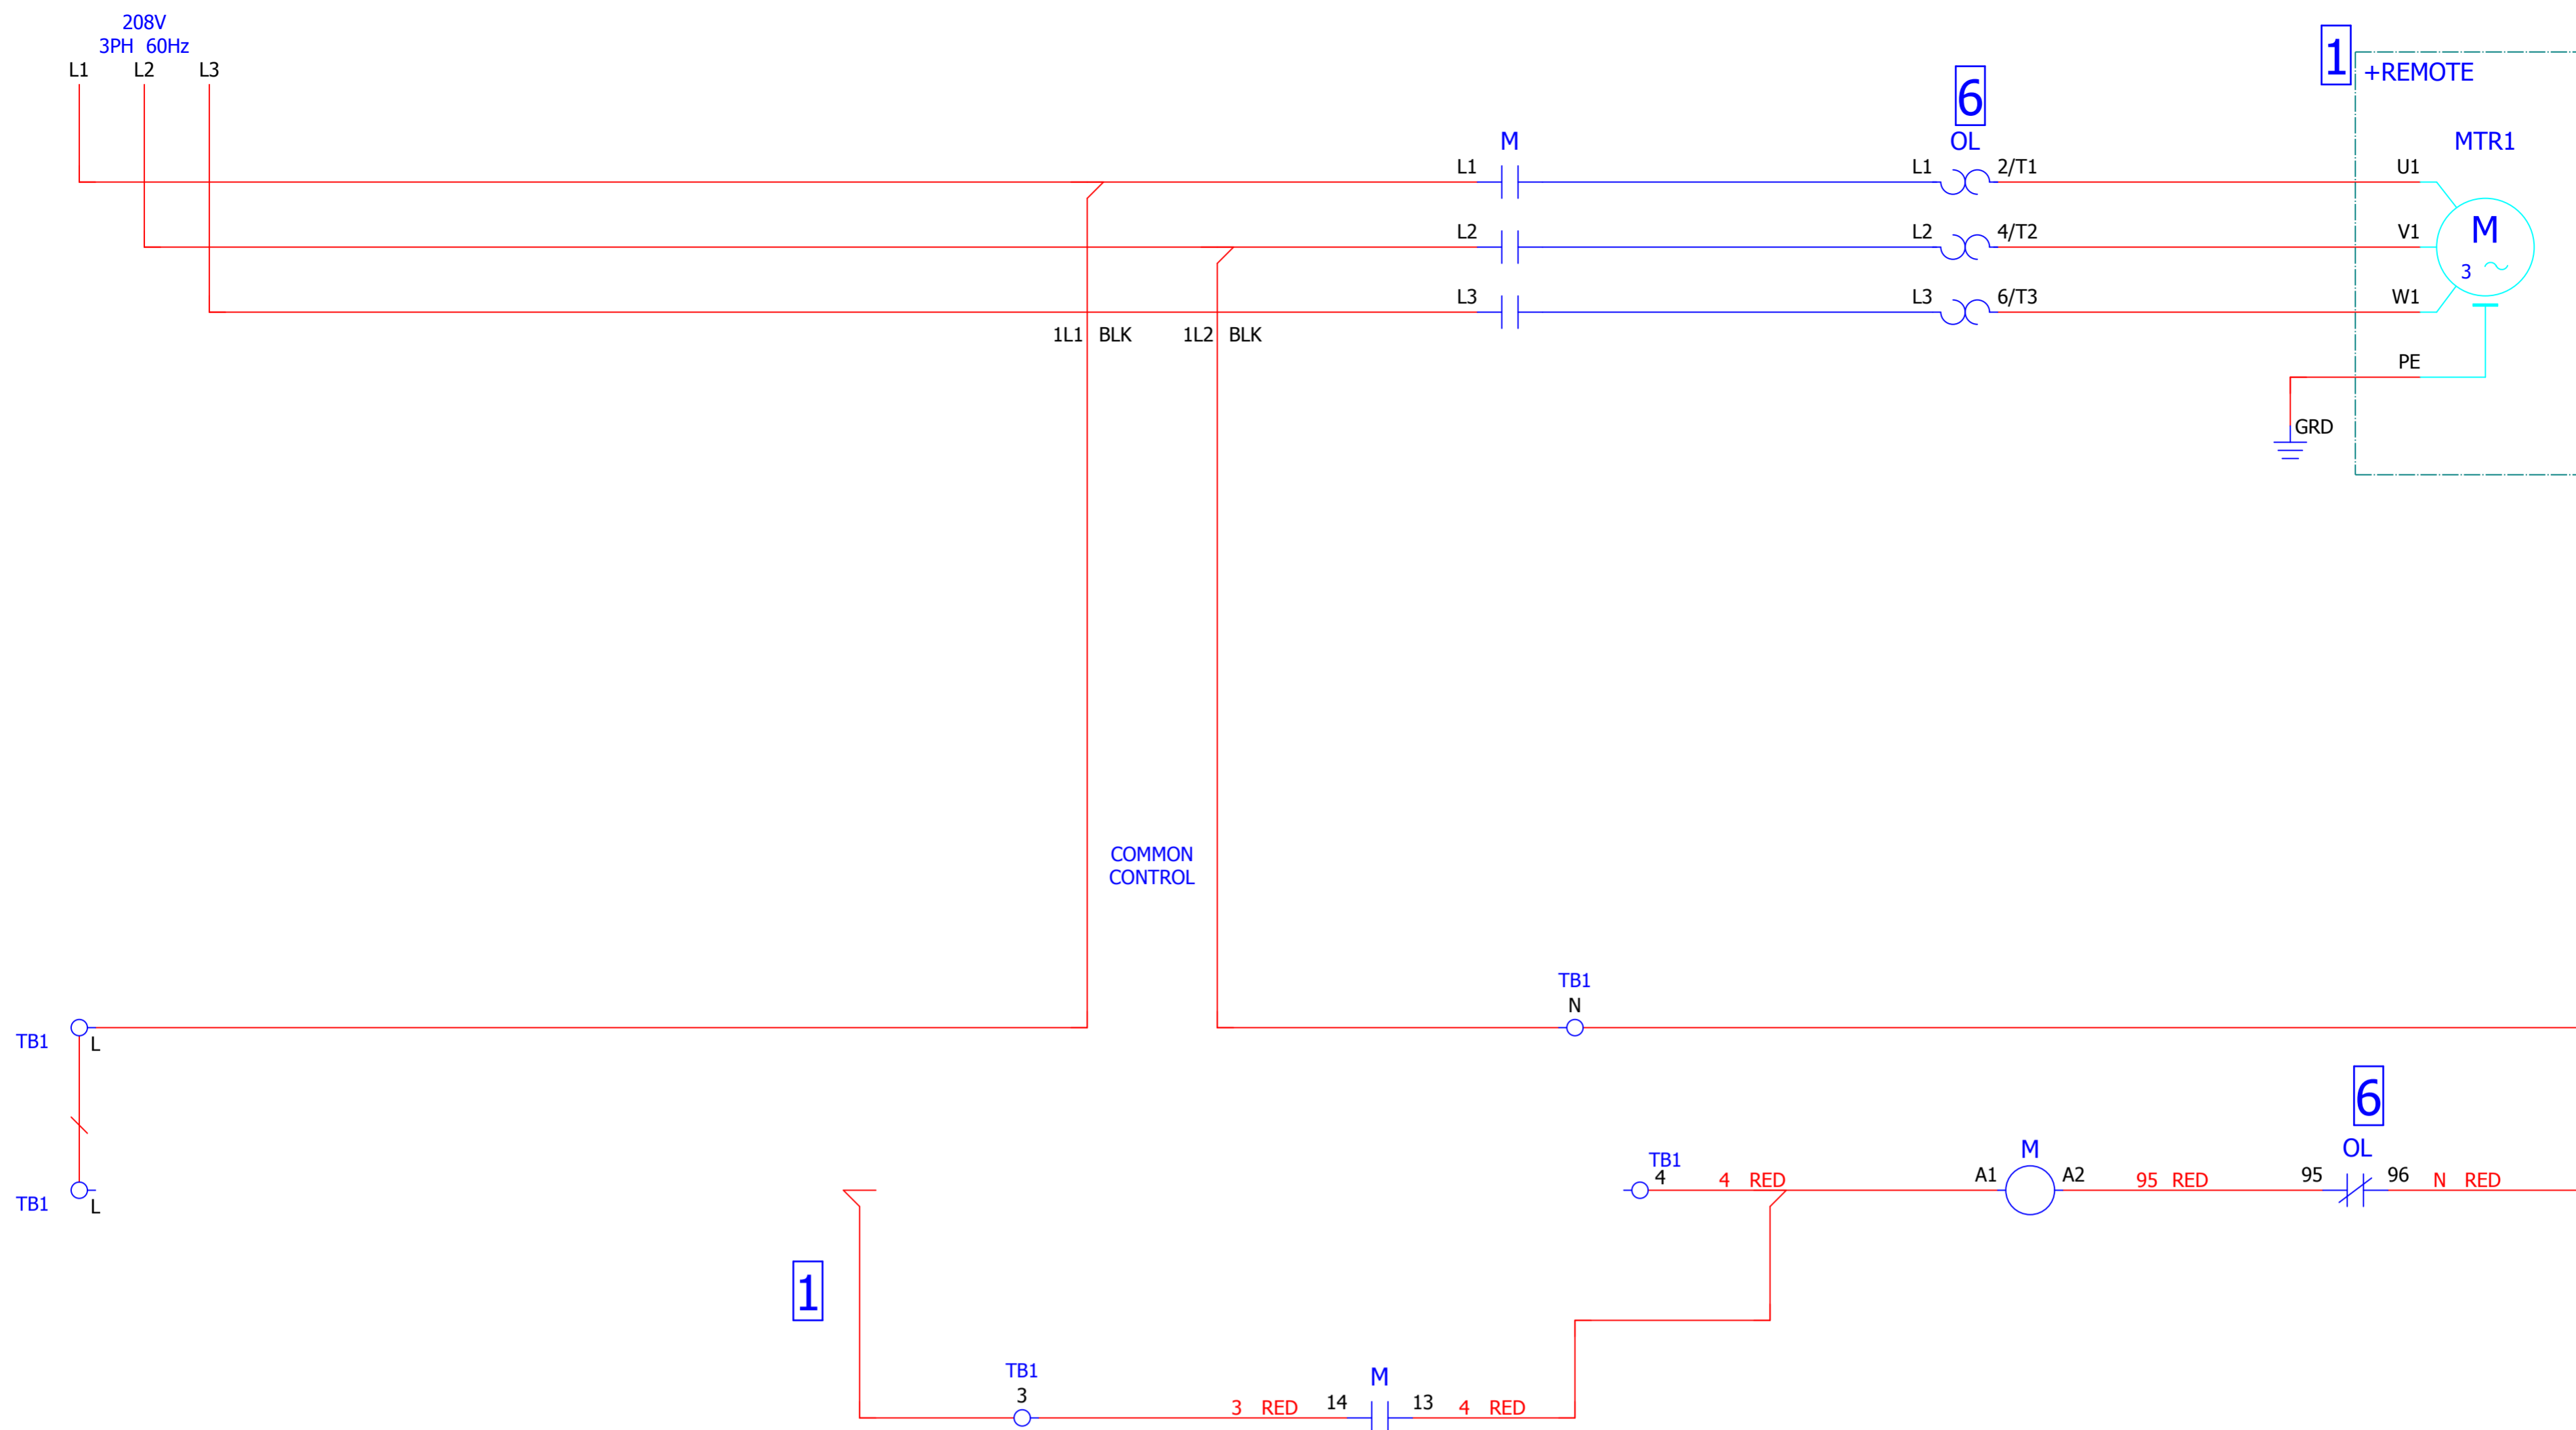 208V
3PH 60Hz
L1 L2 L3
1
+REMOTE
6
M OL MTR1
L1 L1 2/T1 U1
M
L2 L2 4/T2 V1
3
L3 L3 6/T3 W1
1L1 BLK 1L2 BLK
PE
GRD
COMMON
CONTROL
TB1
N
TB1 L
6
M OL
TB1
4 4 RED A1 A2 95 RED 95 96 N RED
TB1 L
1
TB1 M
3 3 RED 14 13 4 RED